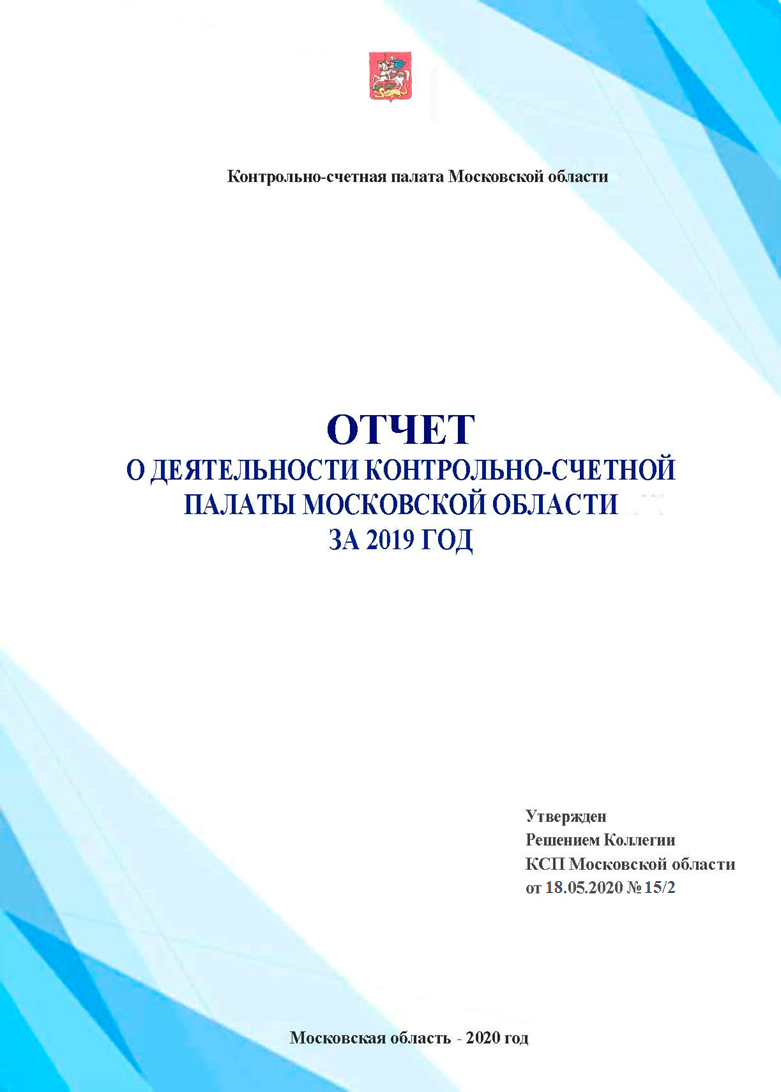 Контрольно-счетная палата Московской области
ОТЧЕТ
О ДЕЯТЕЛЬНОСТИ КОНТРОЛЬНО-СЧЕТНОЙ
ПАЛАТЫ МОСКОВСКОЙ ОБЛАСТИ
ЗА 2019 ГОД
Утвержден
Решением Коллегии
КСП Московской области
от 18.05.2020 № 15/2
Московская область - 2020 год